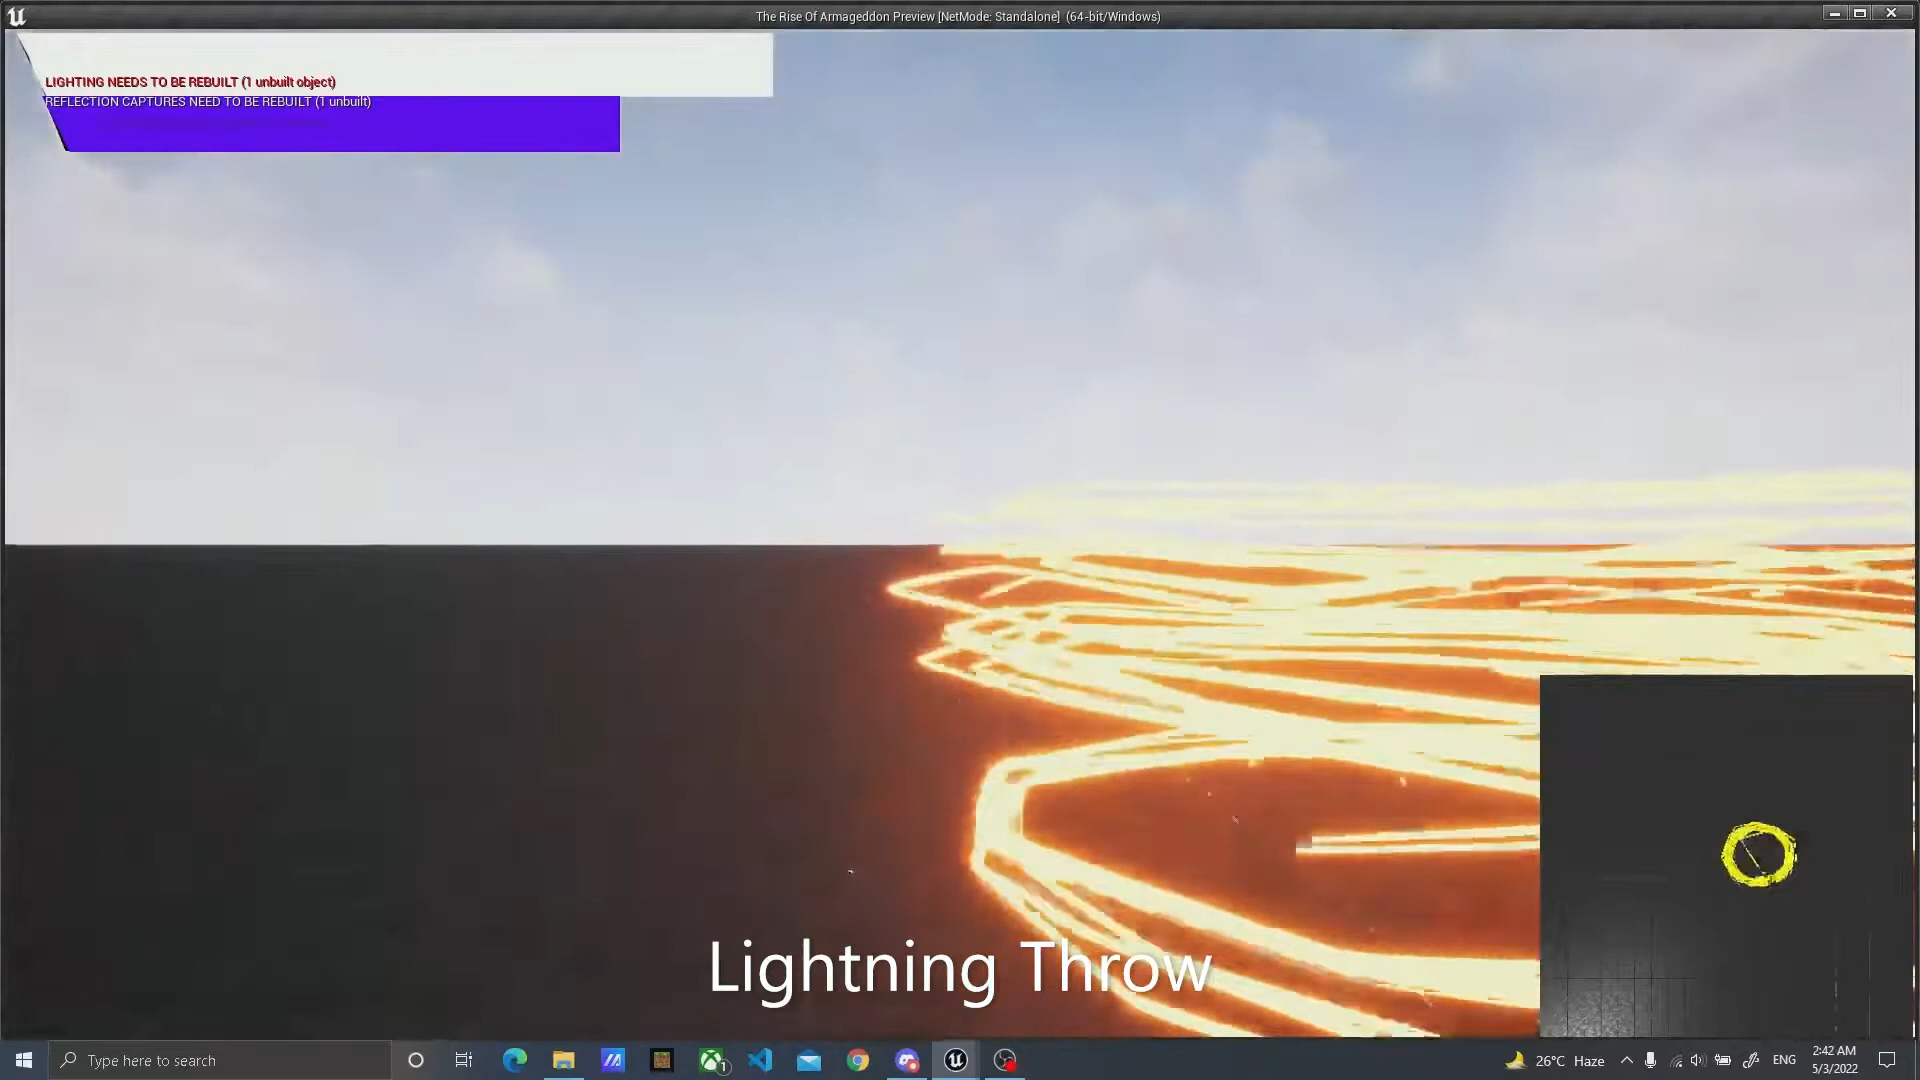 The Rise Of Armageddon Preview [NetMode: Standalone] (64-bit/Windows)
LIGHTING NEEDS TO BE REBUILT (1 unbuilt object)
REFLECTION CAPTURES NEED TO BE REBUILT (1 unbuilt)
Lightning Throw
Type here to search
1
26°C Haze
ENG
2:42 AM
5/3/2022